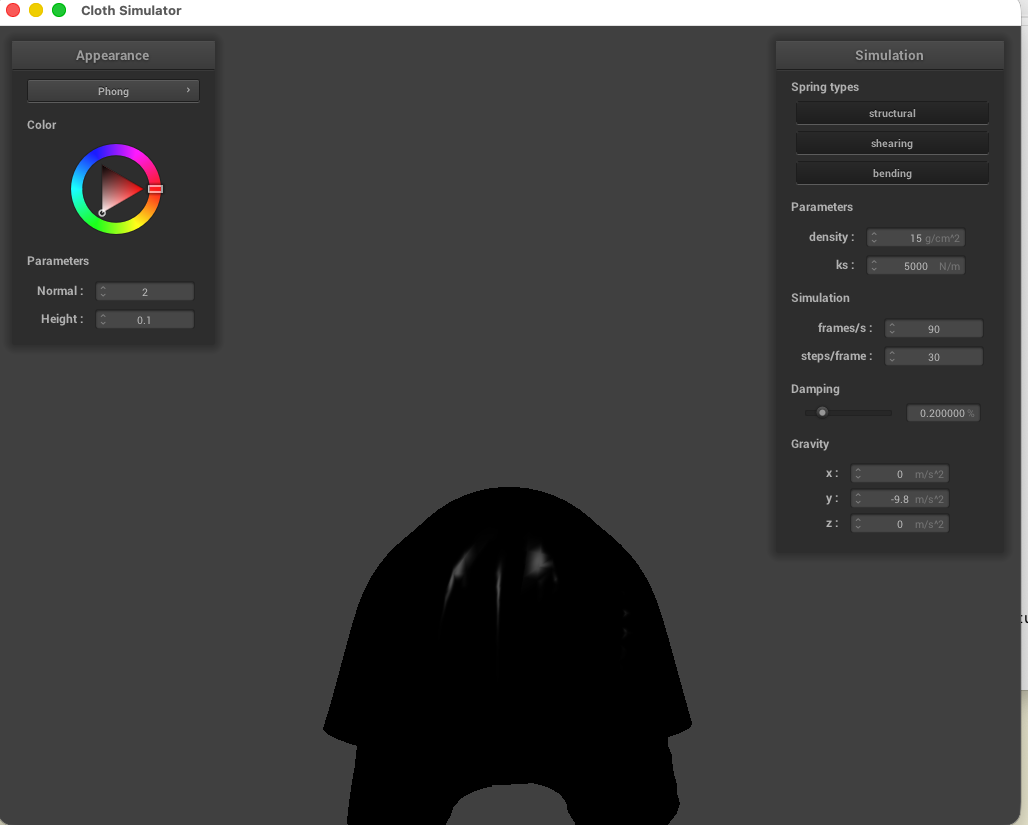 Cloth Simulator
Appearance
Phong
Color
Parameters
Normal : 2
Height : 0.1
Simulation
Spring types
structural
shearing
bending
Parameters
density : 15 g/cm^2
ks : 5000 N/m
Simulation
frames/s : 90
steps/frame : 30
Damping
0.200000 %
Gravity
x : 0 m/s^2
y : -9.8 m/s^2
z : 0 m/s^2